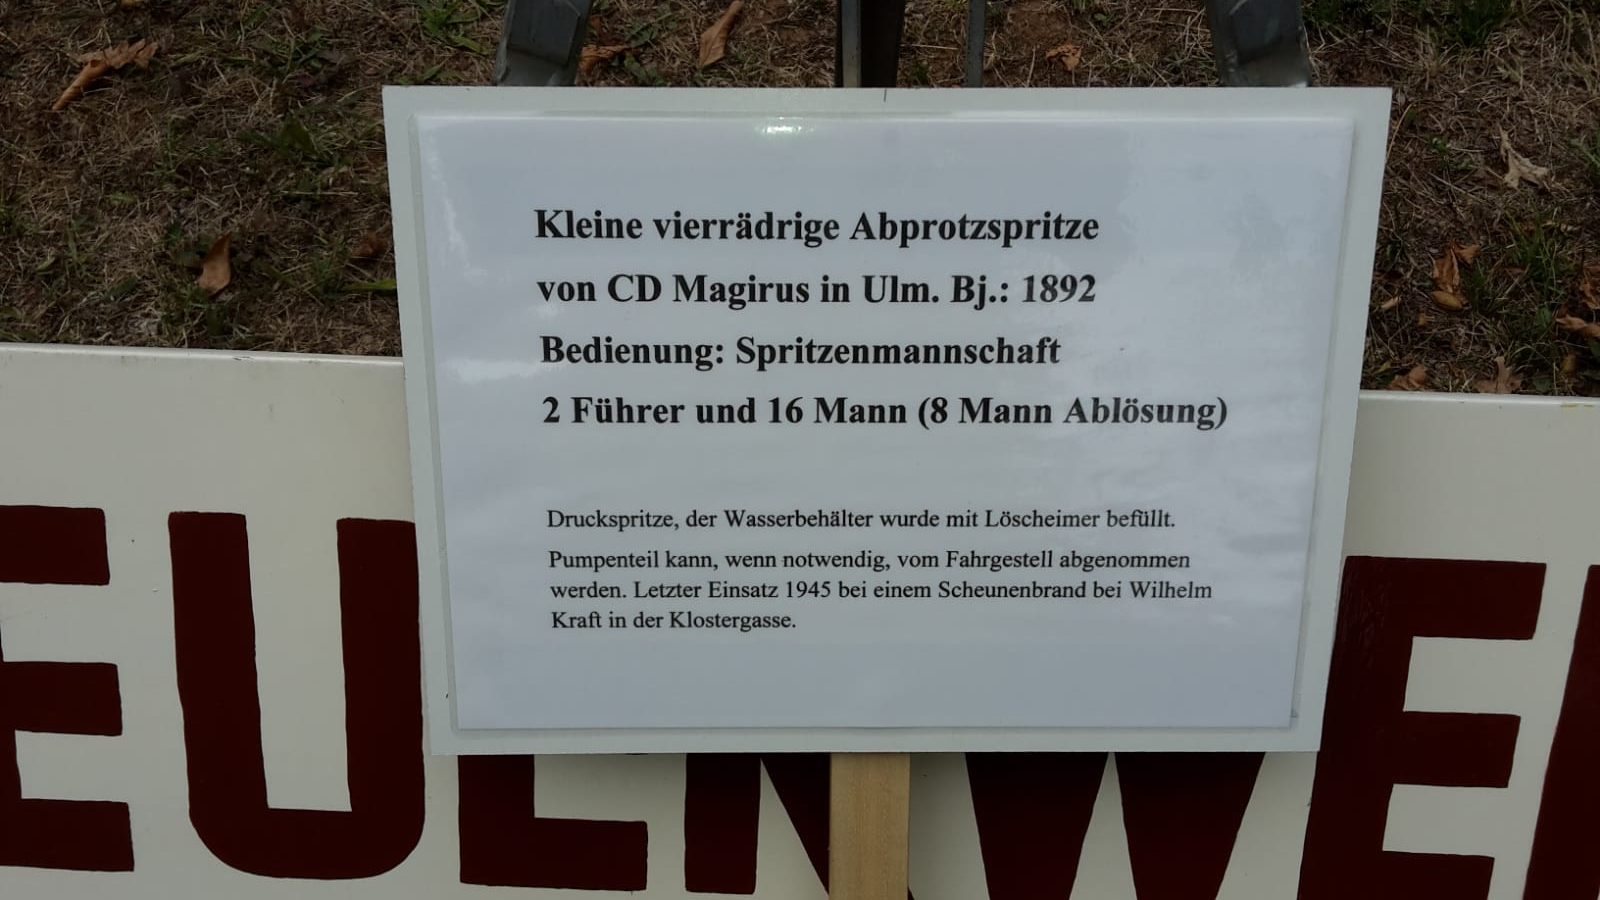 Kleine vierrädrige Abprotzspritze
von CD Magirus in Ulm. Bj.: 1892
Bedienung: Spritzenmannschaft
2 Führer und 16 Mann (8 Mann Ablösung)
Druckspritze, der Wasserbehälter wurde mit Löscheimer befüllt.
Pumpenteil kann, wenn notwendig, vom Fahrgestell abgenommen
werden. Letzter Einsatz 1945 bei einem Scheunenbrand bei Wilhelm
Kraft in der Klostergasse.
EUERWE